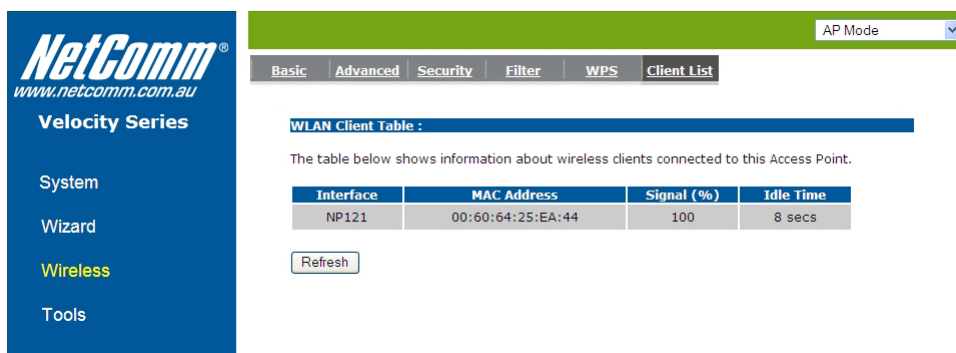 AP Mode
NetComm®
www.netcomm.com.au
Velocity Series
System
Wizard
Wireless
Tools
Basic Advanced Security Filter WPS Client List
WLAN Client Table :
The table below shows information about wireless clients connected to this Access Point.
Interface MAC Address Signal (%) Idle Time
NP121 00:60:64:25:EA:44 100 8 secs
Refresh